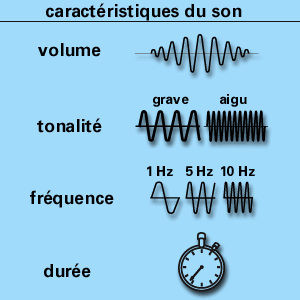 caractéristiques du son
volume
grave aigu
tonalité
1 Hz 5 Hz 10 Hz
fréquence
durée